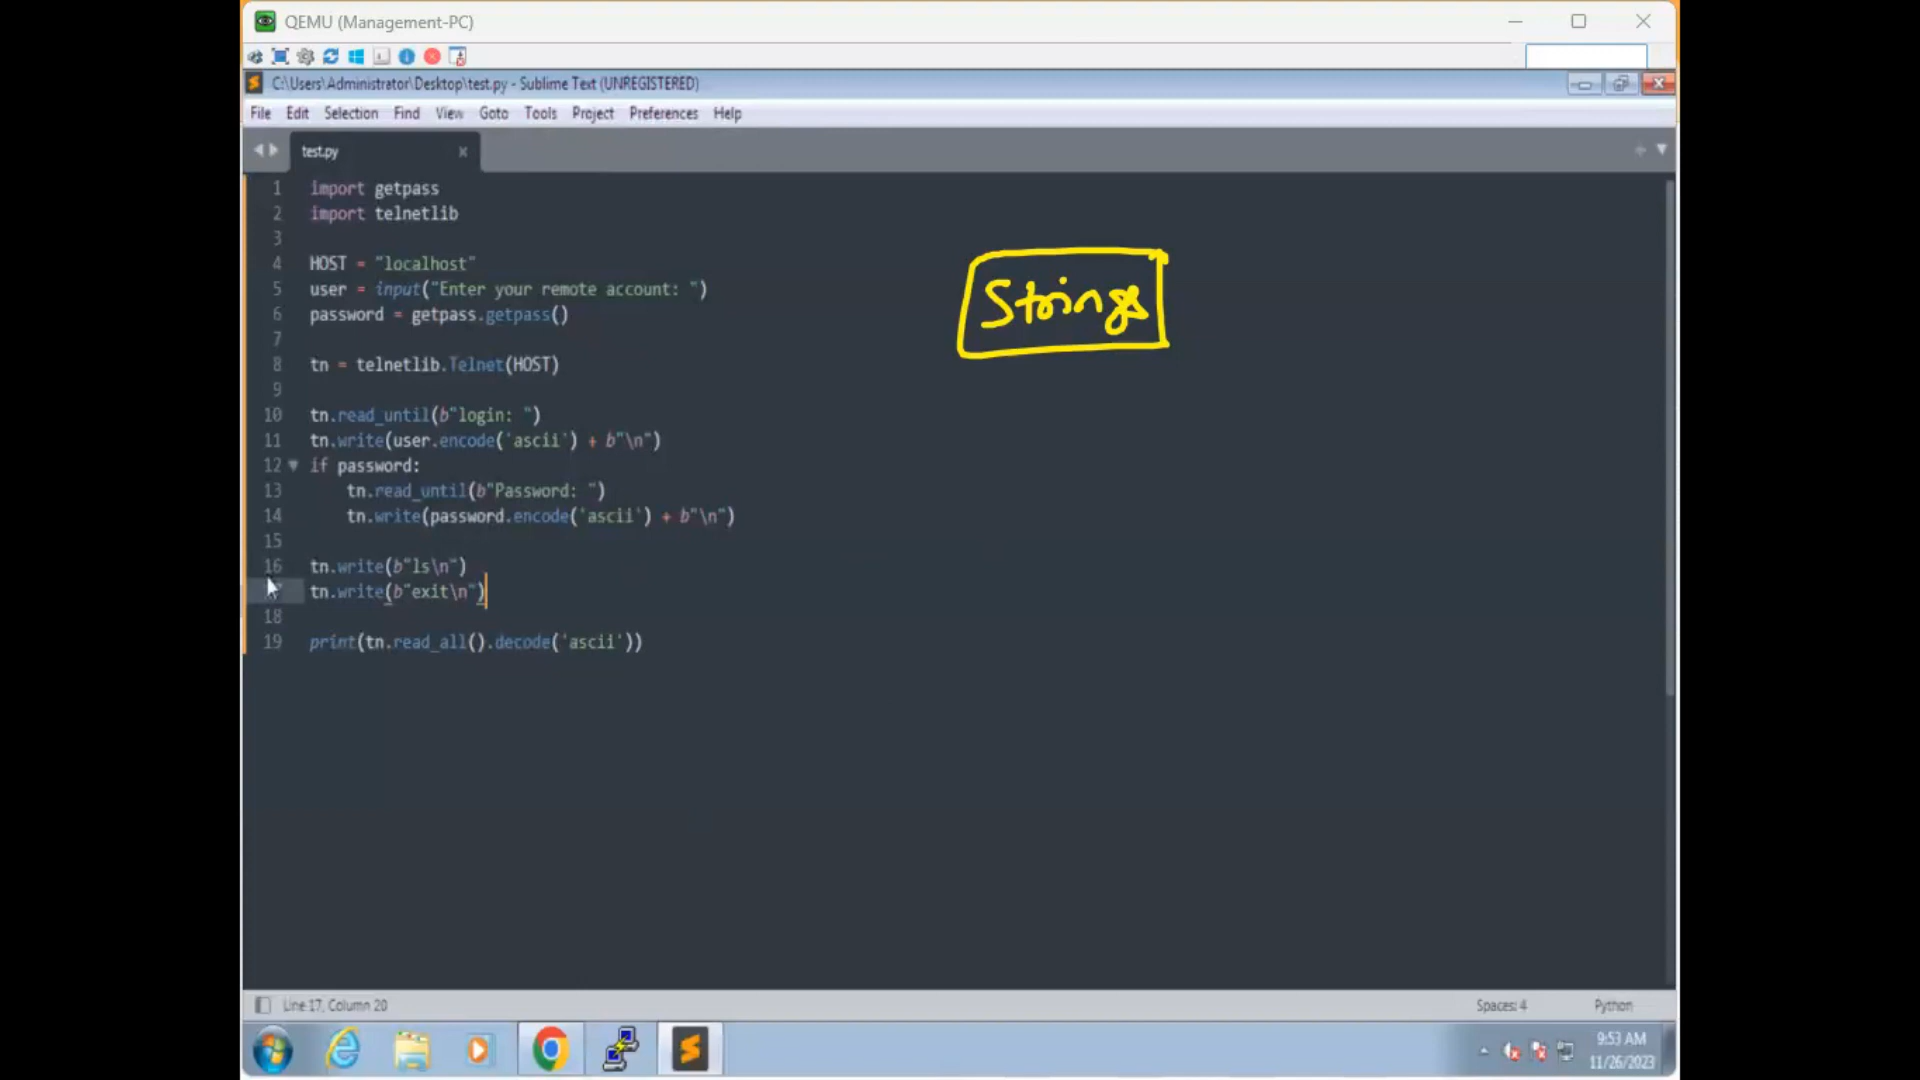 QEMU (Management-PC)
C:\Users\Administrator\Desktop\test.py - Sublime Text (UNREGISTERED)
File Edit Selection Find View Goto Tools Project Preferences Help
test.py
1 import getpass
2 import telnetlib
3
4 HOST = "localhost"
5 user = input("Enter your remote account: ")
6 password = getpass.getpass()
7
8 tn = telnetlib.Telnet(HOST)
9
10 tn.read_until(b"login: ")
11 tn.write(user.encode('ascii') + b"\n")
12 if password:
13 tn.read_until(b"Password: ")
14 tn.write(password.encode('ascii') + b"\n")
15
16 tn.write(b"ls\n")
tn.write(b"exit\n")
18
19 print(tn.read_all().decode('ascii'))
Strings
Line 17, Column 20 Spaces: 4 Python
9:53 AM
11/26/2023